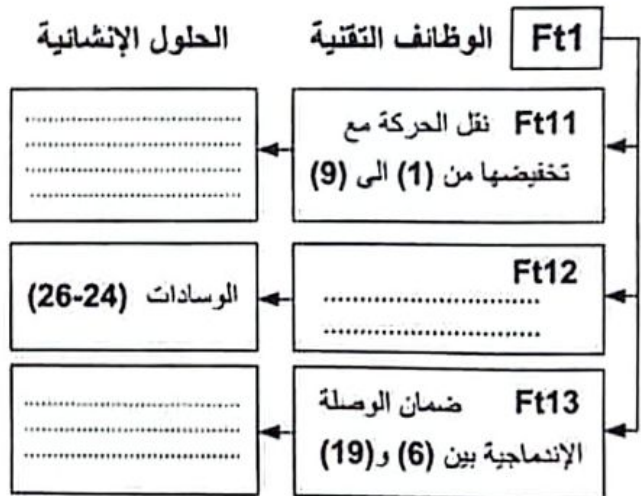 Ft1 الوظائف التقنية الحلول الإنشائية
Ft11 نقل الحركة مع
تخفيضها من (1) الى (9)
....................................
....................................
....................................
....................................
Ft12
....................................
....................................
الوسادات (24-26)
Ft13 ضمان الوصلة
الإندماجية بين (6) و(19)
....................................
....................................
....................................